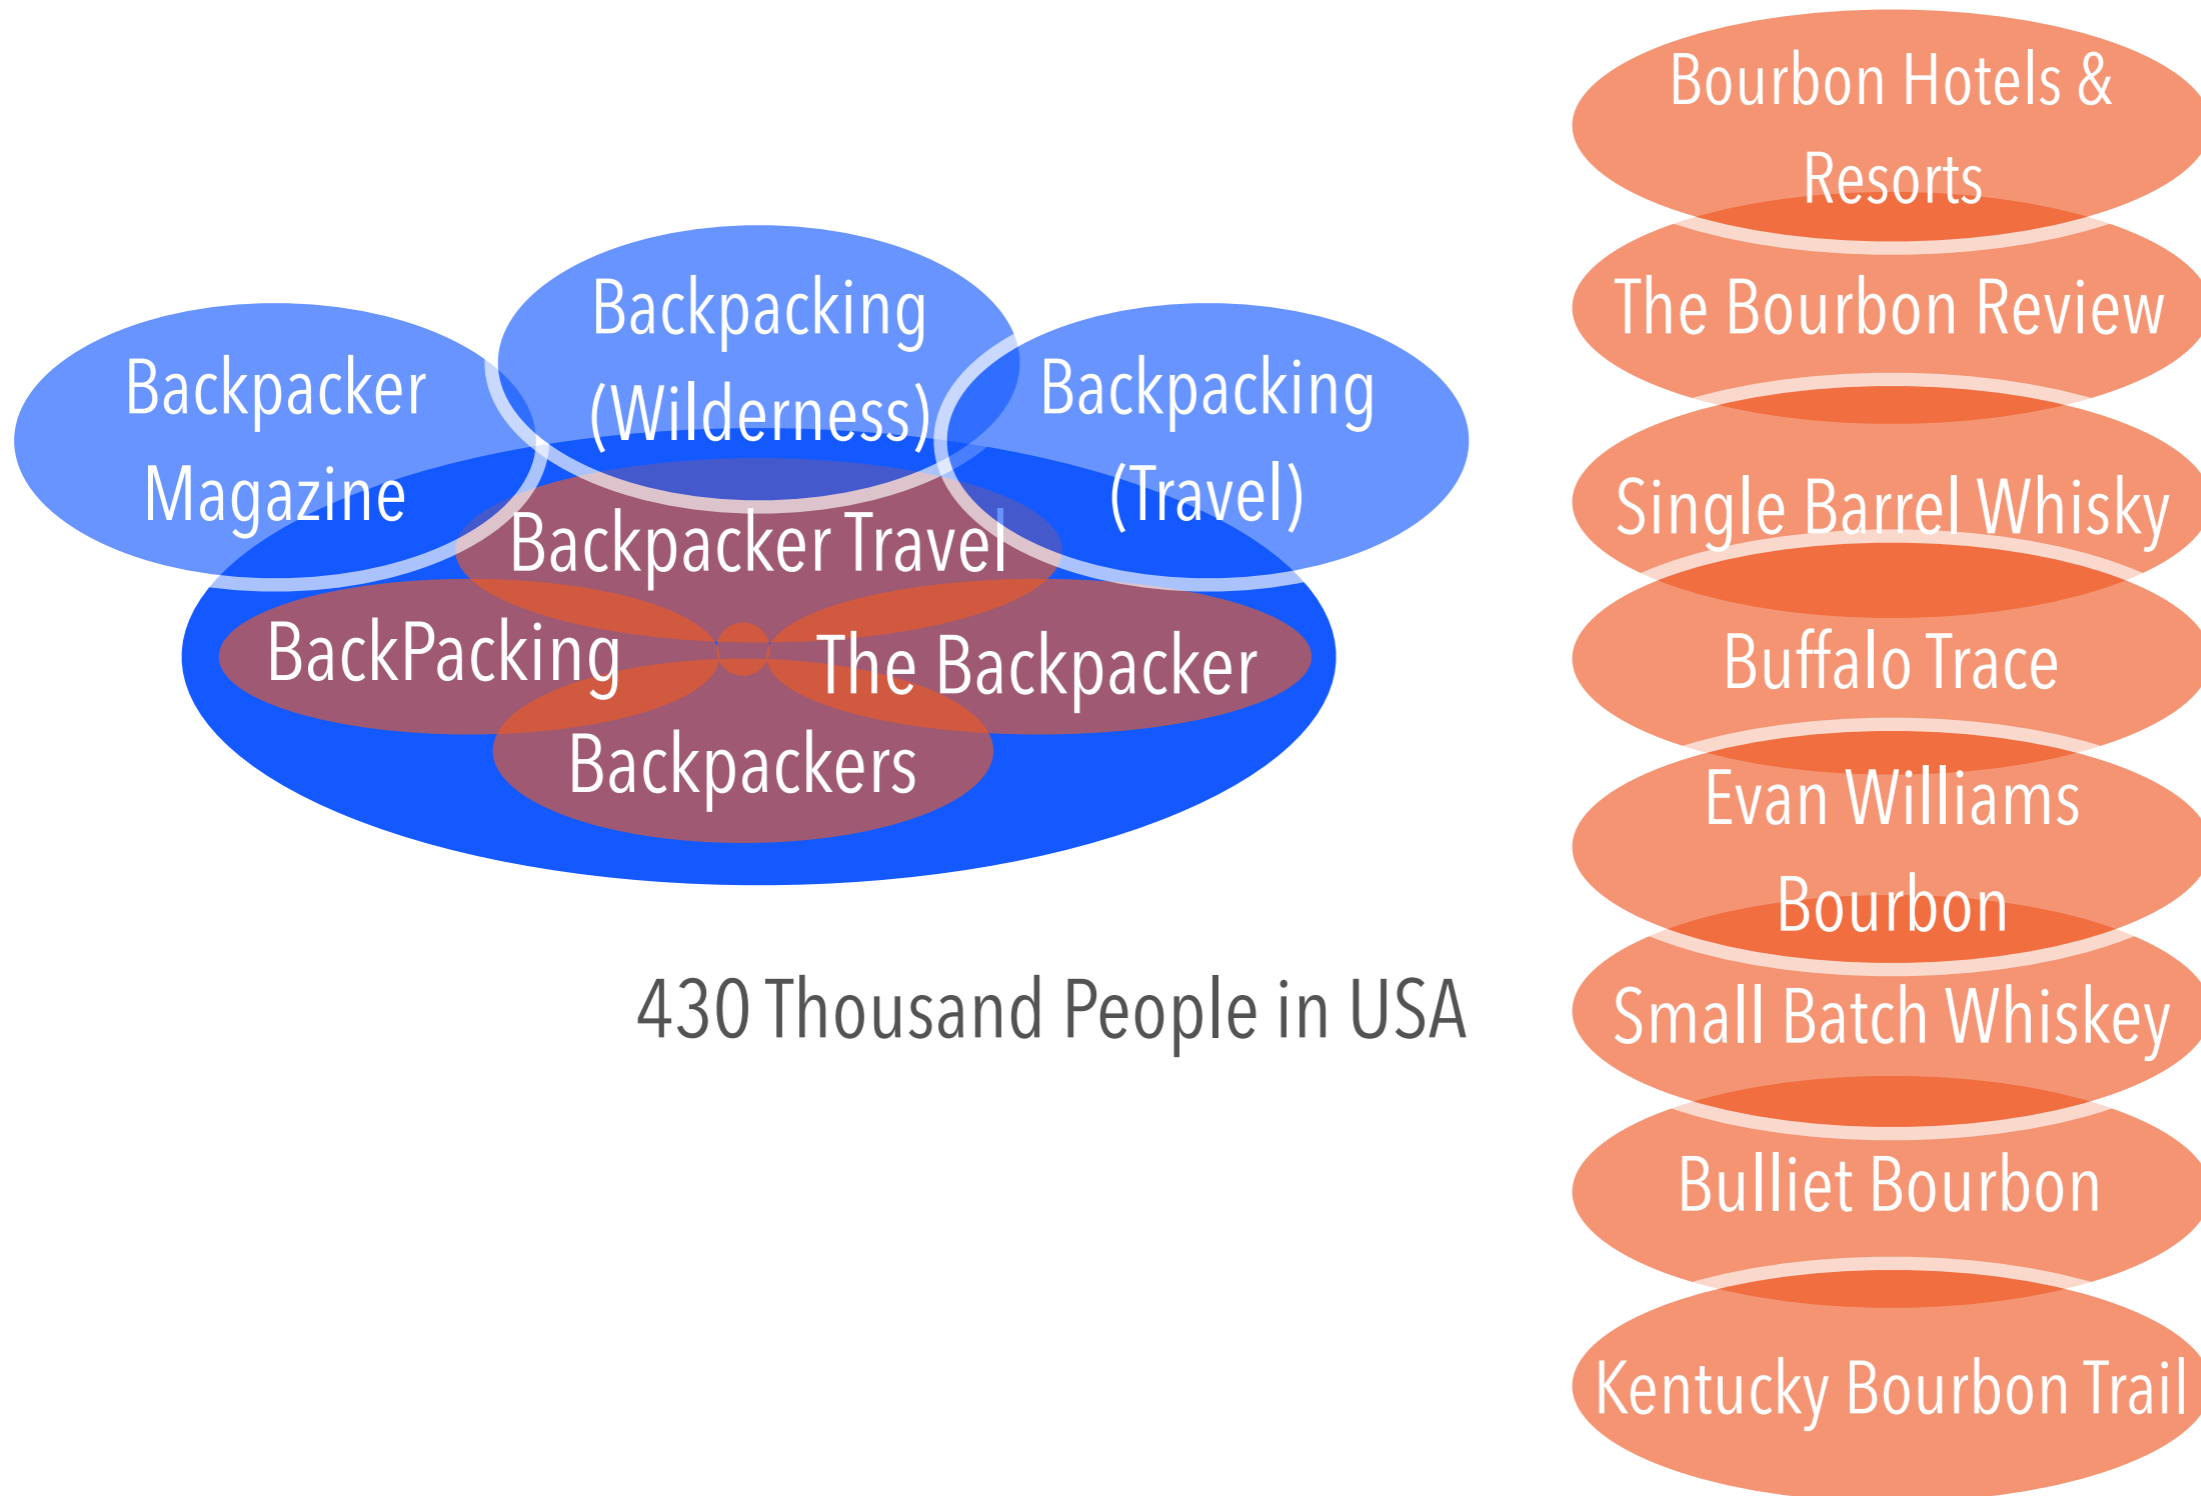 Backpacking
(Wilderness)
Backpacker
Magazine
Backpacking
(Travel)
Backpacker Travel
BackPacking
The Backpacker
Backpackers
430 Thousand People in USA
Bourbon Hotels &
Resorts
The Bourbon Review
Single Barrel Whisky
Buffalo Trace
Evan Williams
Bourbon
Small Batch Whiskey
Bulliet Bourbon
Kentucky Bourbon Trail